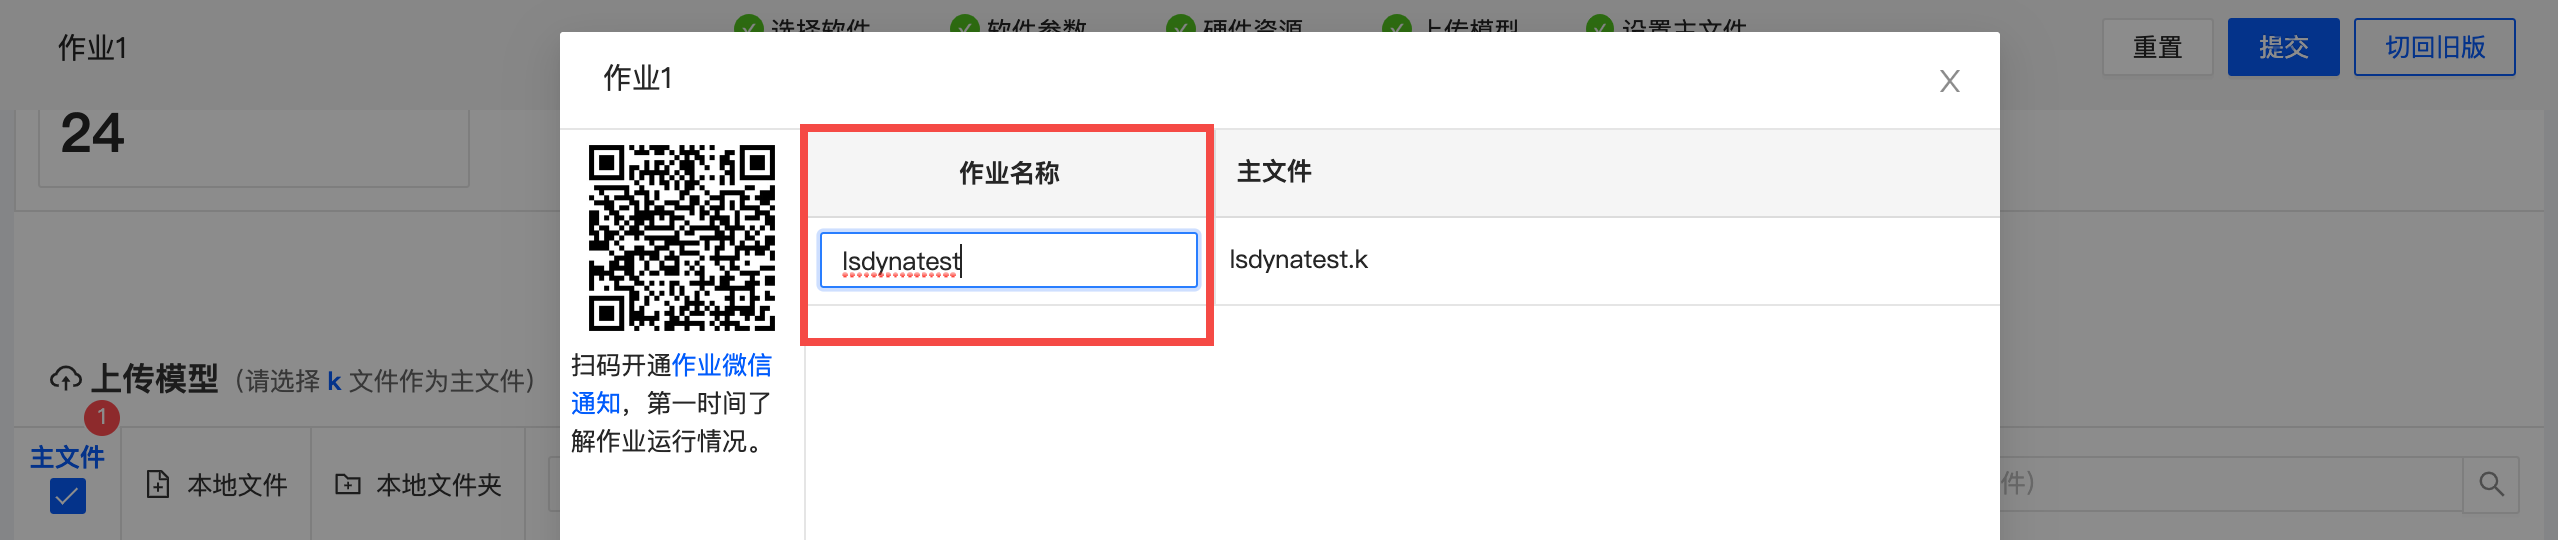 作业1
选择软件
软件参数
硬件资源
上传模型
设置主文件
重置
提交
切回旧版
24
作业1
X
作业名称
主文件
lsdynatest
lsdynatest.k
扫码开通作业微信
通知，第一时间了
解作业运行情况。
上传模型（请选择 k 文件作为主文件）
1
主文件
本地文件
本地文件夹
件）